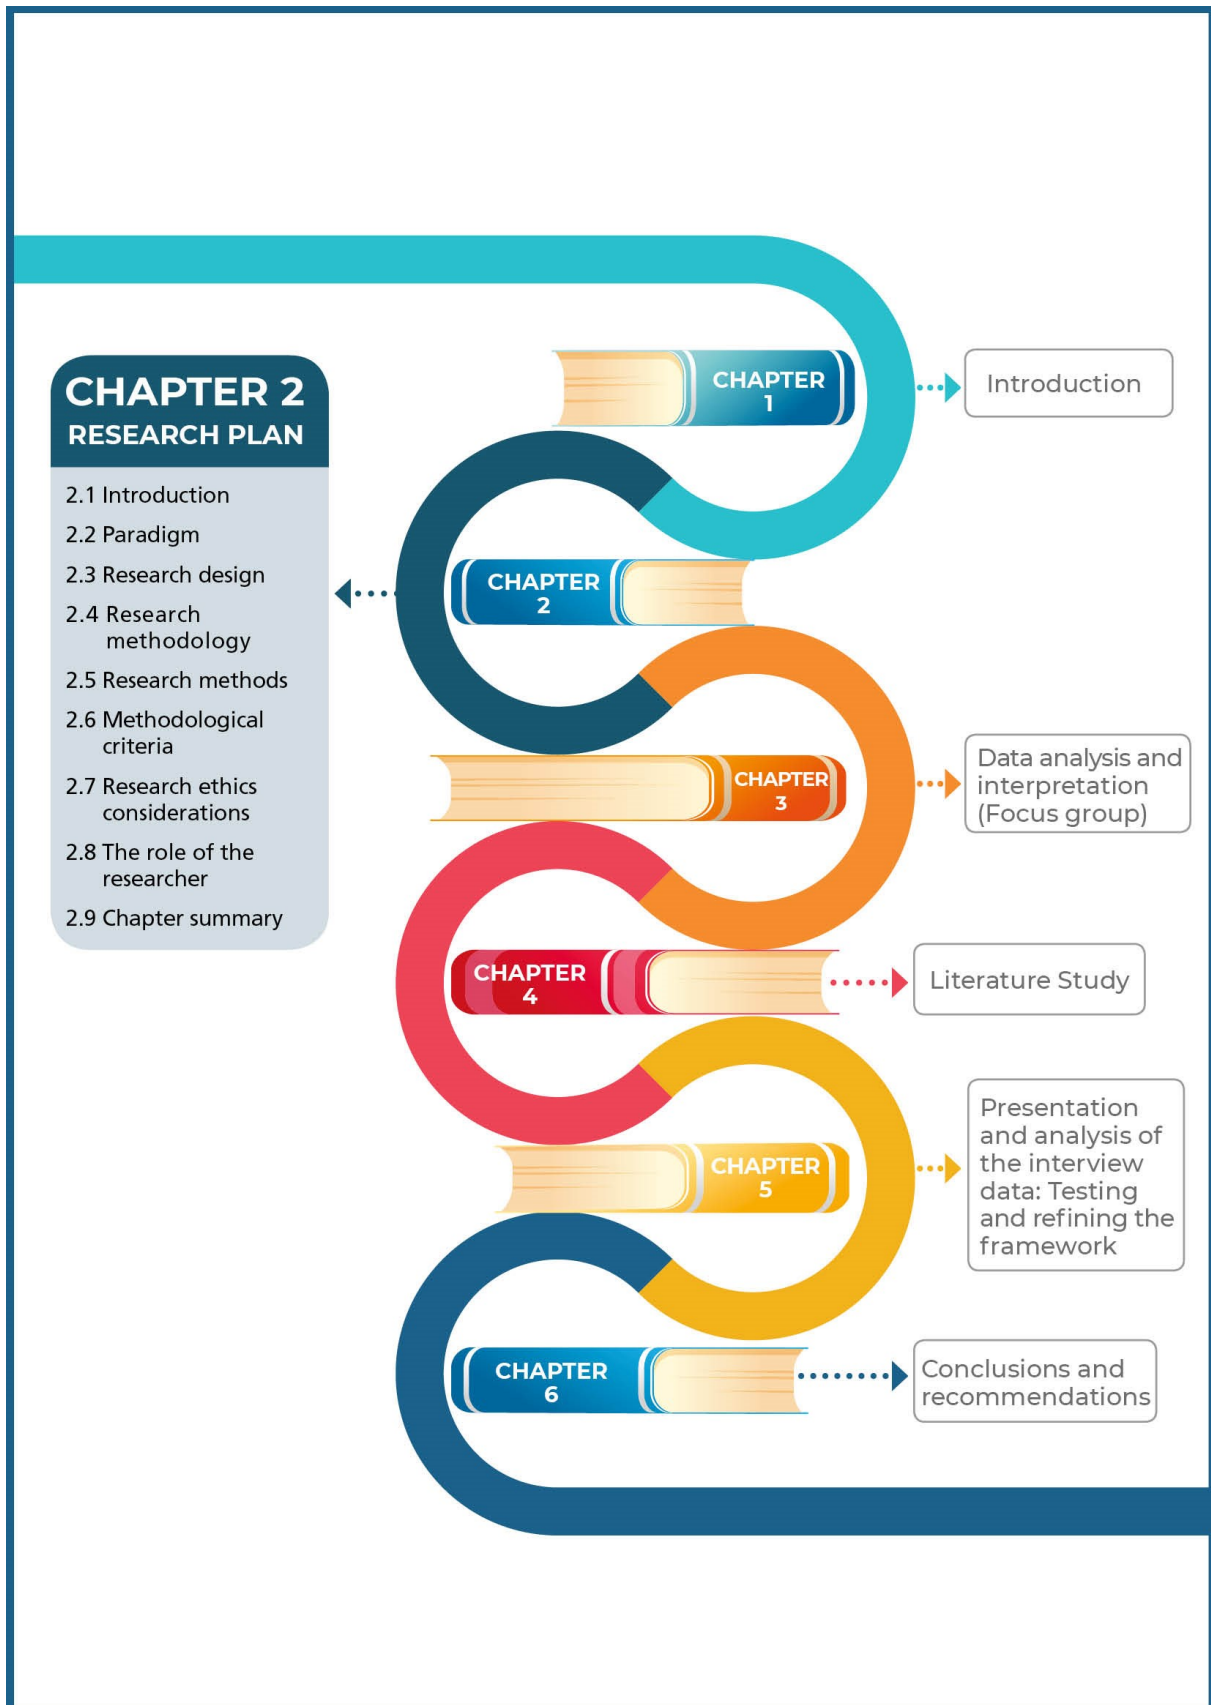 CHAPTER
1
Introduction
CHAPTER 2
RESEARCH PLAN
2.1 Introduction
2.2 Paradigm
2.3 Research design
2.4 Research
methodology
2.5 Research methods
2.6 Methodological
criteria
2.7 Research ethics
considerations
2.8 The role of the
researcher
2.9 Chapter summary
CHAPTER
2
CHAPTER
3
Data analysis and
interpretation
(Focus group)
CHAPTER
4
Literature Study
CHAPTER
5
Presentation
and analysis of
the interview
data: Testing
and refining the
framework
CHAPTER
6
Conclusions and
recommendations